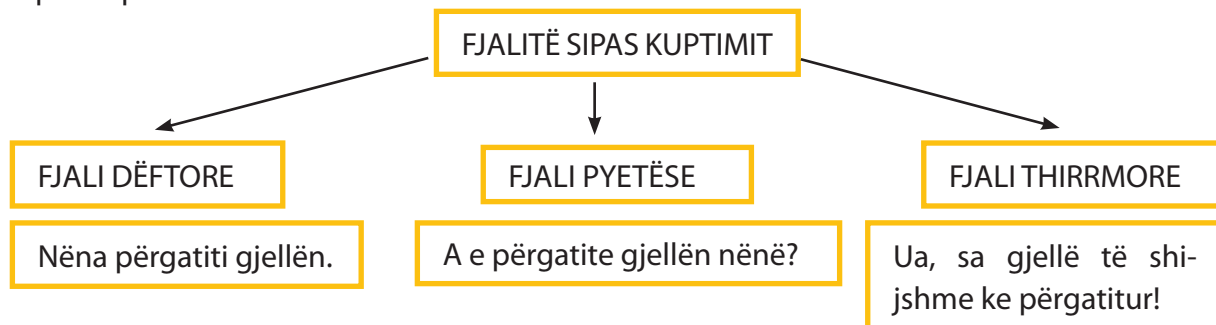 FJALITË SIPAS KUPTIMIT
FJALI DËFTORE
FJALI PYETËSE
FJALI THIRRMORE
Nëna përgatiti gjellën.
A e përgatite gjellën nënë?
Ua, sa gjellë të shi-
jshme ke përgatitur!